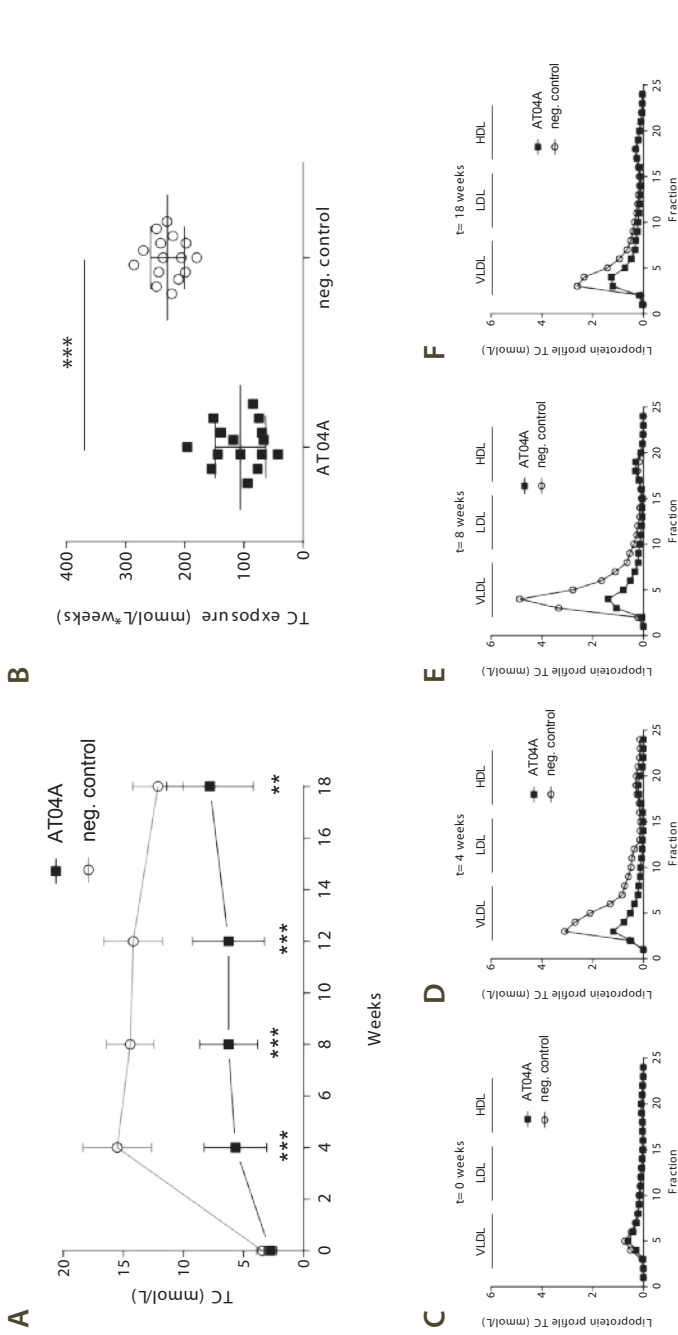 A
TC (mmol/L)
20
15
10
5
0
0 2 4 6 8 10 12 14 16 18
Weeks
AT04A
neg. control
*** *** *** **
B
TC exposure (mmol/L*weeks)
400
300
200
100
0
AT04A neg. control
***
C
Lipoprotein profile TC (mmol/L)
6
4
2
0
t= 0 weeks
VLDL LDL HDL
AT04A
neg. control
0 5 10 15 20 25
Fraction
D
Lipoprotein profile TC (mmol/L)
6
4
2
0
t= 4 weeks
VLDL LDL HDL
AT04A
neg. control
0 5 10 15 20 25
Fraction
E
Lipoprotein profile TC (mmol/L)
6
4
2
0
t= 8 weeks
VLDL LDL HDL
AT04A
neg. control
0 5 10 15 20 25
Fraction
F
Lipoprotein profile TC (mmol/L)
6
4
2
0
t= 18 weeks
VLDL LDL HDL
AT04A
neg. control
0 5 10 15 20 25
Fraction